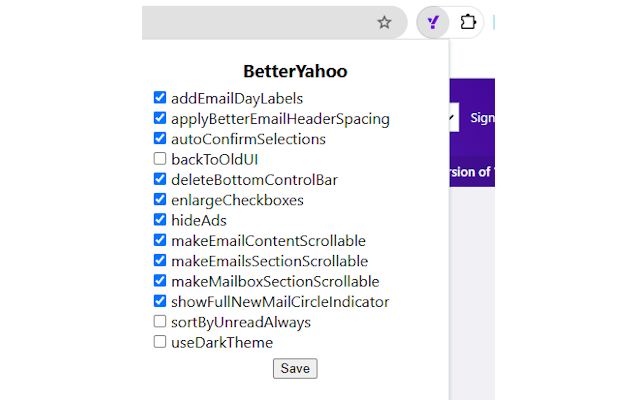 BetterYahoo
addEmailDayLabels
applyBetterEmailHeaderSpacing
autoConfirmSelections
backToOldUI
deleteBottomControlBar
enlargeCheckboxes
hideAds
makeEmailContentScrollable
makeEmailsSectionScrollable
makeMailboxSectionScrollable
showFullNewMailCircleIndicator
sortByUnreadAlways
useDarkTheme
Save
Sign
rsion of